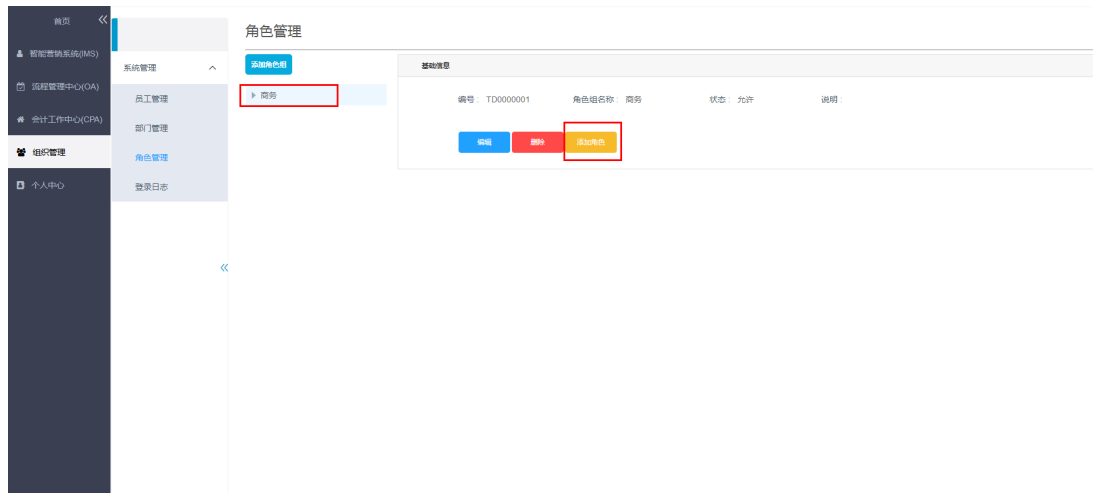 首页
智能营销系统(IMS)
流程管理中心(OA)
会计工作中心(CPA)
组织管理
个人中心
系统管理
员工管理
部门管理
角色管理
登录日志
角色管理
添加角色组
商务
基础信息
编号: TD0000001 角色组名称: 商务 状态: 允许 说明:
编辑 删除 添加角色